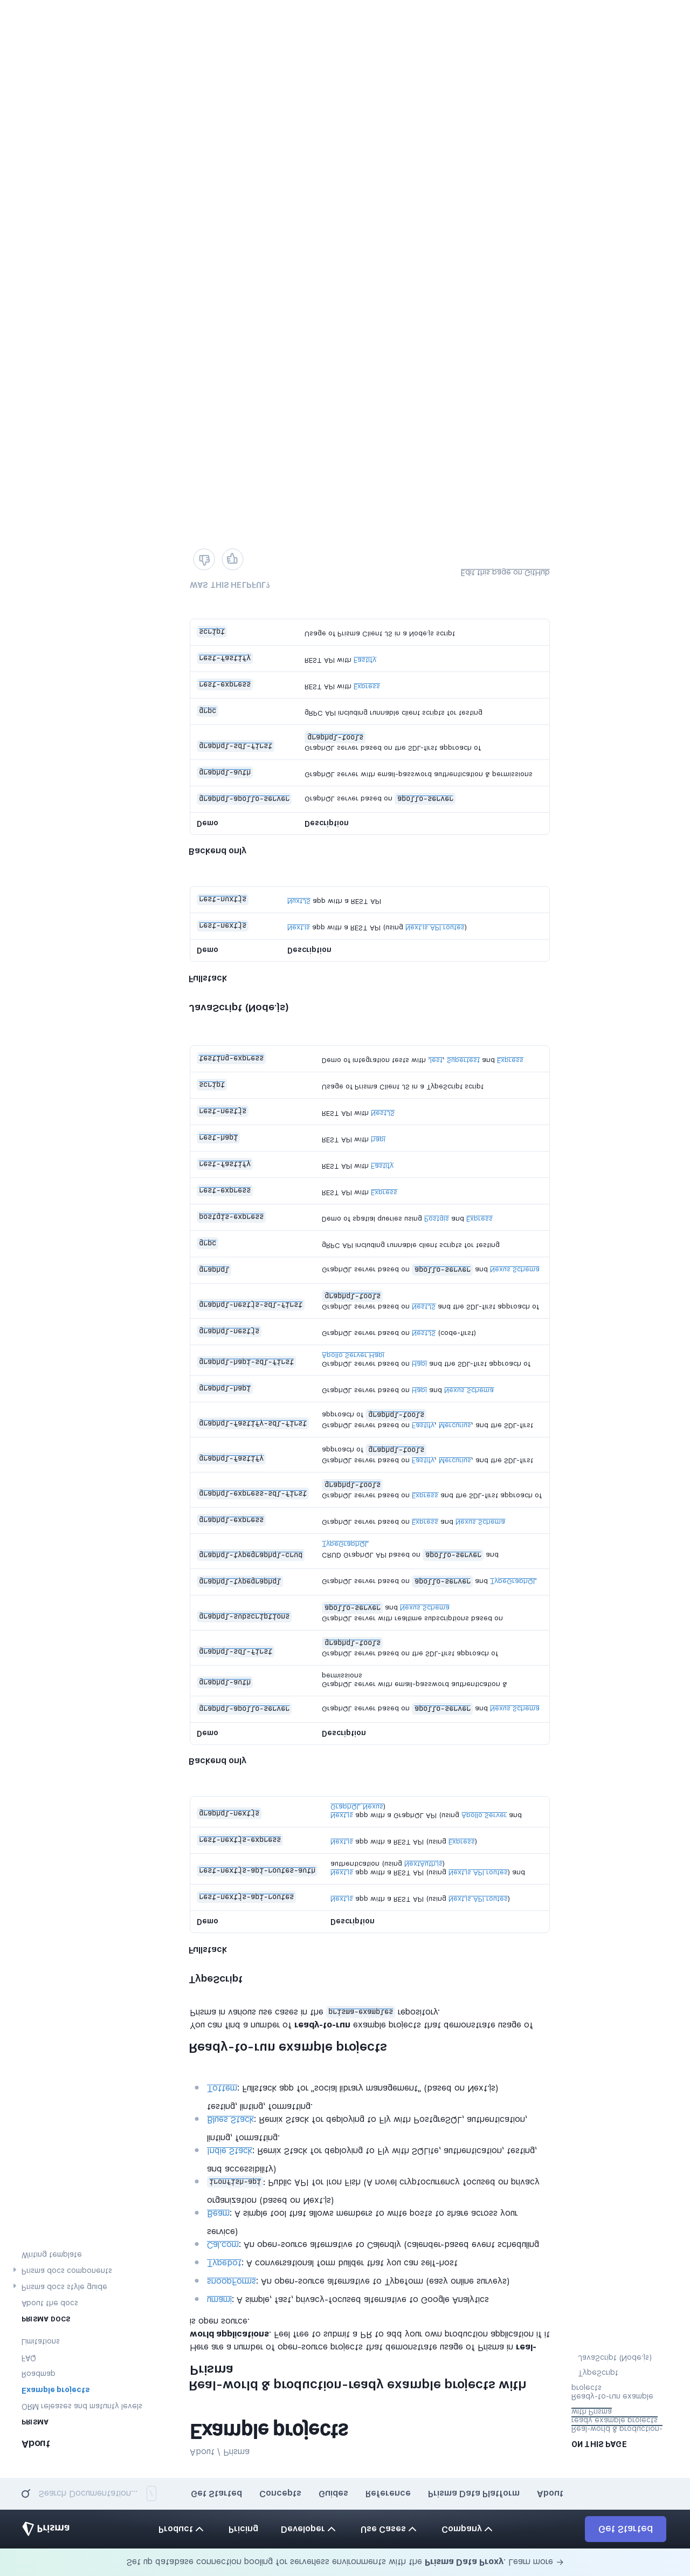 Set up database connection pooling for serverless environments with the Prisma Data Proxy. Learn more →
Prisma
Product
Pricing
Developer
Use Cases
Company
Get Started
Search Documentation...
/
Get Started
Concepts
Guides
Reference
Prisma Data Platform
About
About
PRISMA
ORM releases and maturity levels
Example projects
Roadmap
FAQ
Limitations
PRISMA DOCS
About the docs
Prisma docs style guide
Prisma docs components
Writing template
About / Prisma
Example projects
Real-world & production-ready example projects with
Prisma
Here are a number of open-source projects that demonstrate usage of Prisma in real-
world applications. Feel free to submit a PR to add your own production application if it
is open source.
umami: A simple, fast, privacy-focused alternative to Google Analytics
snoopForms: An open-source alternative to Typeform (easy online surveys)
Typebot: A conversational form builder that you can self-host
Cal.com: An open-source alternative to Calendly (calender-based event scheduling
service)
Beam: A simple tool that allows members to write posts to share across your
organization (based on Next.js)
ironfish-api: Public API for Iron Fish (A novel cryptocurrency focused on privacy
and accessibility)
Indie Stack: Remix Stack for deploying to Fly with SQLite, authentication, testing,
linting, formatting.
Blues Stack: Remix Stack for deploying to Fly with PostgreSQL, authentication,
testing, linting, formatting.
Tottem: Fullstack app for "social library management" (based on Next.js)
Ready-to-run example projects
You can find a number of ready-to-run example projects that demonstrate usage of
Prisma in various use cases in the prisma-examples repository.
TypeScript
Fullstack
Demo Description
rest-nextjs-api-routes Next.js app with a REST API (using Next.js API routes)
rest-nextjs-api-routes-auth Next.js app with a REST API (using Next.js API routes) and
authentication (using NextAuth.js)
rest-nextjs-express Next.js app with a REST API (using Express)
graphql-nextjs Next.js app with a GraphQL API (using Apollo Server and
GraphQL Nexus)
Backend only
Demo Description
graphql-apollo-server GraphQL server based on apollo-server and Nexus Schema
graphql-auth GraphQL server with email-password authentication &
permissions
graphql-sdl-first GraphQL server based on the SDL-first approach of
graphql-tools
graphql-subscriptions GraphQL server with realtime subscriptions based on
apollo-server and Nexus Schema
graphql-typegraphql GraphQL server based on apollo-server and TypeGraphQL
graphql-typegraphql-crud CRUD GraphQL API based on apollo-server and
TypeGraphQL
graphql-express GraphQL server based on Express and Nexus Schema
graphql-express-sdl-first GraphQL server based on Express and the SDL-first approach of
graphql-tools
graphql-fastify GraphQL server based on Fastify, Mercurius, and the SDL-first
approach of graphql-tools
graphql-fastify-sdl-first GraphQL server based on Fastify, Mercurius, and the SDL-first
approach of graphql-tools
graphql-hapi GraphQL server based on Hapi and Nexus Schema
graphql-hapi-sdl-first GraphQL server based on Hapi and the SDL-first approach of
Apollo Server Hapi
graphql-nestjs GraphQL server based on NestJS (code-first)
graphql-nestjs-sdl-first GraphQL server based on NestJS and the SDL-first approach of
graphql-tools
graphql GraphQL server based on apollo-server and Nexus Schema
grpc gRPC API including runnable client scripts for testing
postgis-express Demo of spatial queries using Postgis and Express
rest-express REST API with Express
rest-fastify REST API with Fastify
rest-hapi REST API with hapi
rest-nestjs REST API with NestJS
script Usage of Prisma Client JS in a TypeScript script
testing-express Demo of integration tests with Jest, Supertest and Express
JavaScript (Node.js)
Fullstack
Demo Description
rest-nextjs Next.js app with a REST API (using Next.js API routes)
rest-nuxtjs NuxtJS app with a REST API
Backend only
Demo Description
graphql-apollo-server GraphQL server based on apollo-server
graphql-auth GraphQL server with email-password authentication & permissions
graphql-sdl-first GraphQL server based on the SDL-first approach of
graphql-tools
grpc gRPC API including runnable client scripts for testing
rest-express REST API with Express
rest-fastify REST API with Fastify
script Usage of Prisma Client JS in a Node.js script
WAS THIS HELPFUL?
Edit this page on GitHub
ON THIS PAGE
Real-world & production-
ready example projects
with Prisma
Ready-to-run example
projects
TypeScript
JavaScript (Node.js)